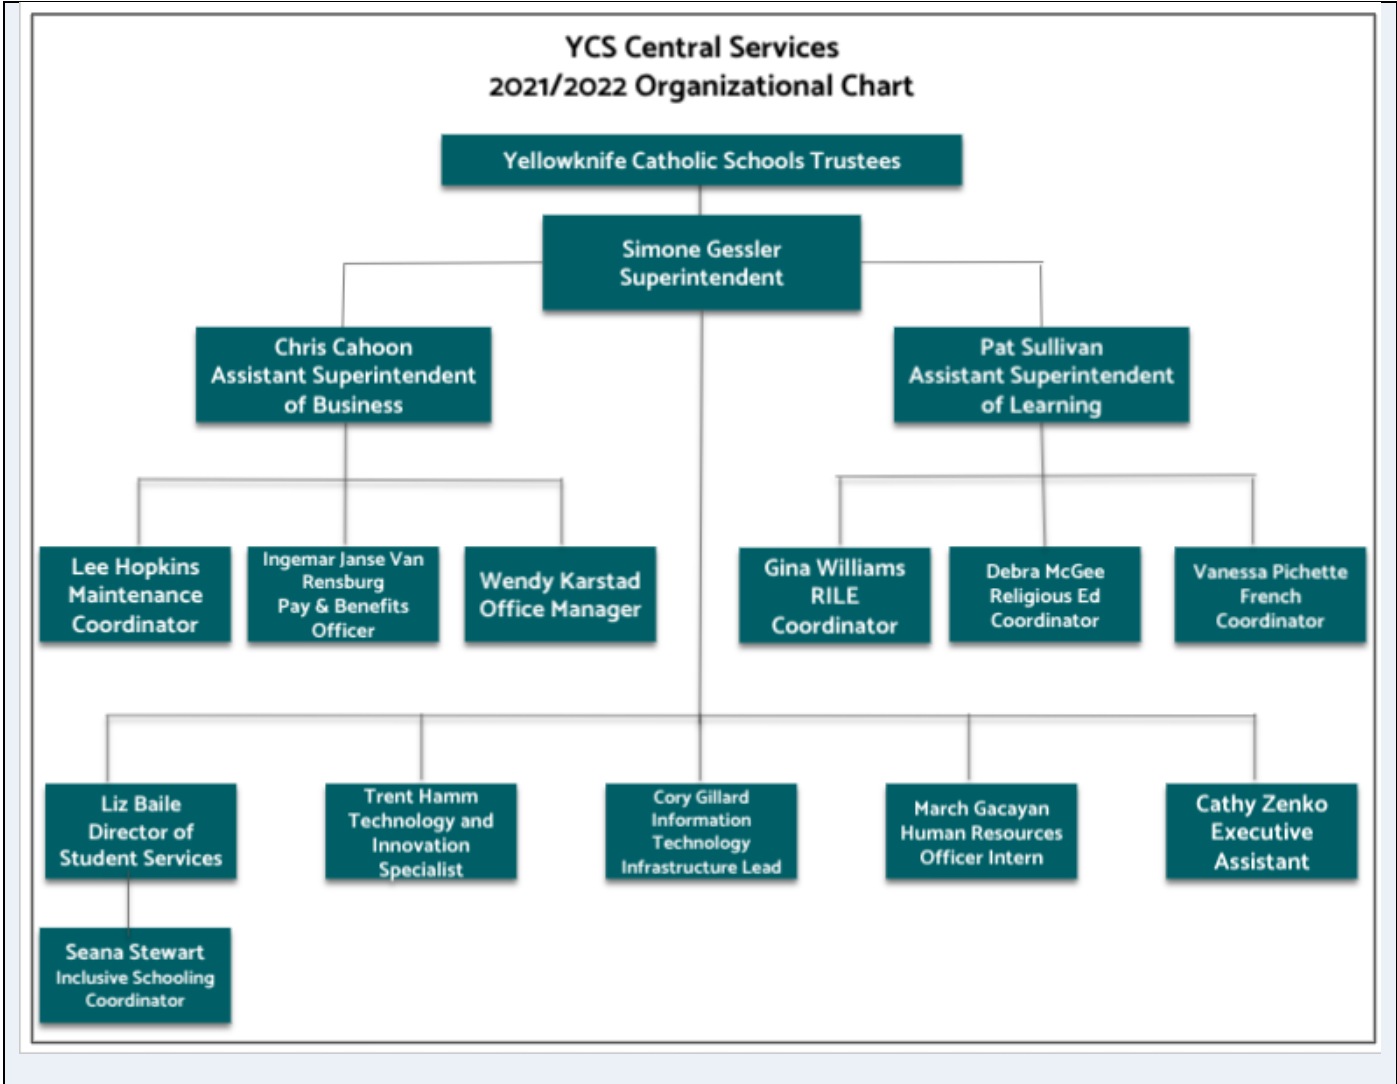 YCS Central Services
2021/2022 Organizational Chart
Yellowknife Catholic Schools Trustees
Simone Gessler
Superintendent
Chris Cahoon
Assistant Superintendent
of Business
Pat Sullivan
Assistant Superintendent
of Learning
Lee Hopkins
Maintenance
Coordinator
Ingemar Janse Van
Rensburg
Pay & Benefits
Officer
Wendy Karstad
Office Manager
Gina Williams
RILE
Coordinator
Debra McGee
Religious Ed
Coordinator
Vanessa Pichette
French
Coordinator
Liz Baile
Director of
Student Services
Trent Hamm
Technology and
Innovation
Specialist
Cory Gillard
Information
Technology
Infrastructure Lead
March Gacayan
Human Resources
Officer Intern
Cathy Zenko
Executive
Assistant
Seana Stewart
Inclusive Schooling
Coordinator